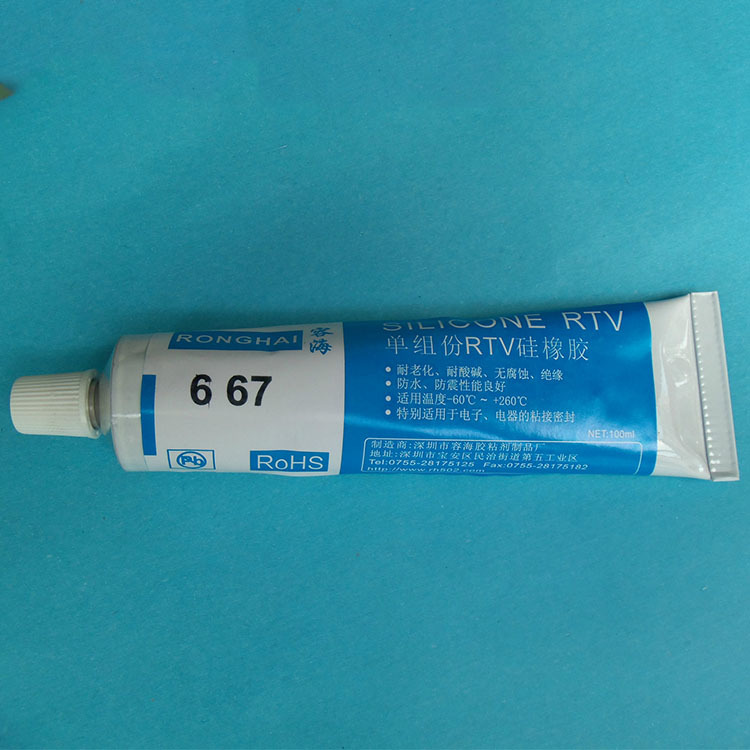 RONGHAI 容海
6 67
Pb
RoHS
SILICONE RTV
单组份RTV硅橡胶
• 耐老化、耐酸碱、无腐蚀、绝缘
• 防水、防震性能良好
• 适用温度-60℃～+260℃
• 特别适用于电子、电器的粘接密封
NET:100ml
制造商:深圳市容海胶粘剂制品厂
地址:深圳市宝安区民治街道第五工业区
Tel:0755-28175125 Fax:0755-28175182
http://www.rh502.com